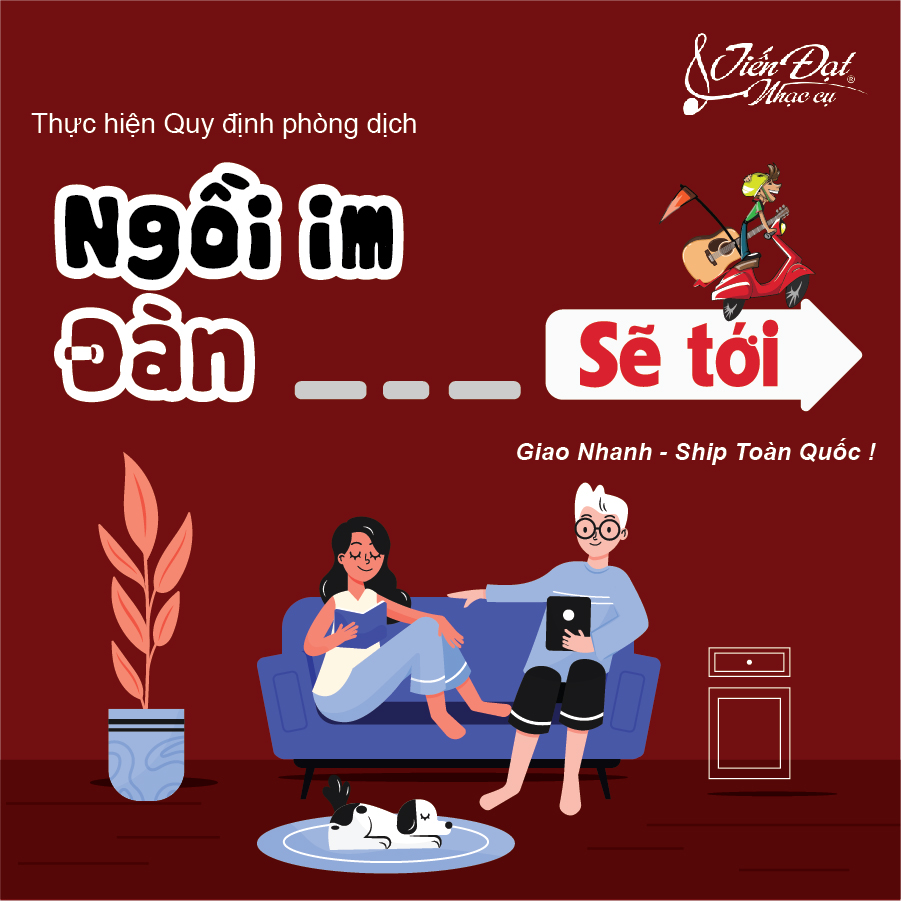 Tiến Đạt®
Nhạc cụ
Thực hiện Quy định phòng dịch
Ngồi im
Đàn
Sẽ tới
Giao Nhanh - Ship Toàn Quốc !